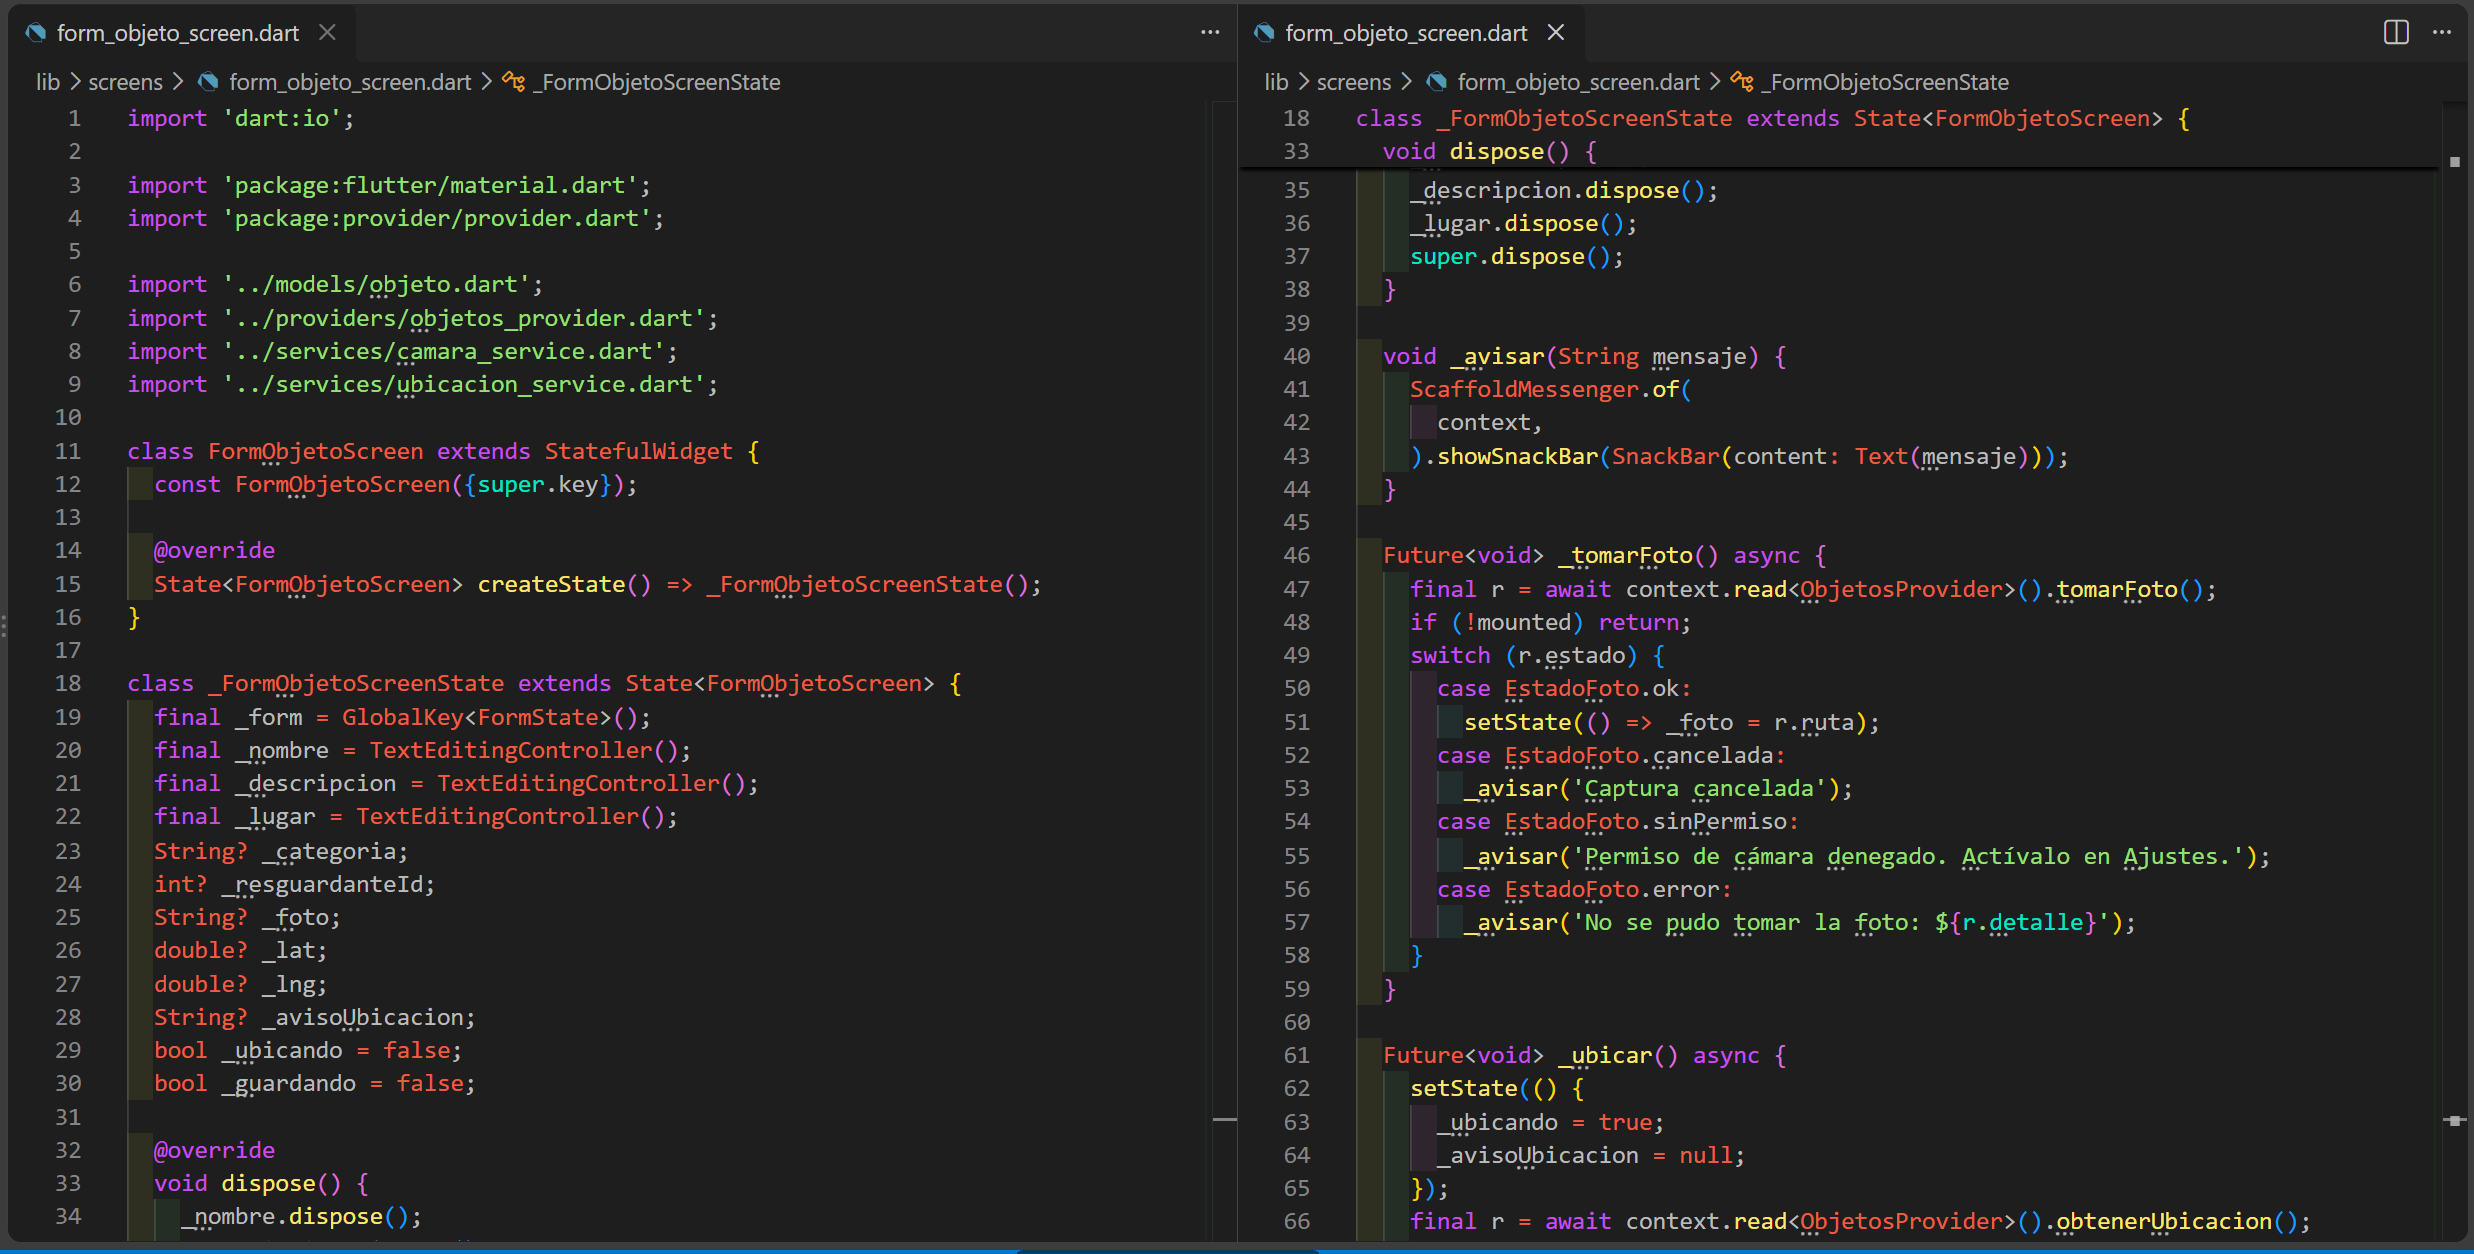 form_objeto_screen.dart
lib > screens > form_objeto_screen.dart > _FormObjetoScreenState
1 import 'dart:io';
2
3 import 'package:flutter/material.dart';
4 import 'package:provider/provider.dart';
5
6 import '../models/objeto.dart';
7 import '../providers/objetos_provider.dart';
8 import '../services/camara_service.dart';
9 import '../services/ubicacion_service.dart';
10
11 class FormObjetoScreen extends StatefulWidget {
12   const FormObjetoScreen({super.key});
13
14   @override
15   State<FormObjetoScreen> createState() => _FormObjetoScreenState();
16 }
17
18 class _FormObjetoScreenState extends State<FormObjetoScreen> {
19   final _form = GlobalKey<FormState>();
20   final _nombre = TextEditingController();
21   final _descripcion = TextEditingController();
22   final _lugar = TextEditingController();
23   String? _categoria;
24   int? _resguardanteId;
25   String? _foto;
26   double? _lat;
27   double? _lng;
28   String? _avisoUbicacion;
29   bool _ubicando = false;
30   bool _guardando = false;
31
32   @override
33   void dispose() {
34     _nombre.dispose();
form_objeto_screen.dart
lib > screens > form_objeto_screen.dart > _FormObjetoScreenState
18 class _FormObjetoScreenState extends State<FormObjetoScreen> {
33   void dispose() {
35     _descripcion.dispose();
36     _lugar.dispose();
37     super.dispose();
38   }
39
40   void _avisar(String mensaje) {
41     ScaffoldMessenger.of(
42       context,
43     ).showSnackBar(SnackBar(content: Text(mensaje)));
44   }
45
46   Future<void> _tomarFoto() async {
47     final r = await context.read<ObjetosProvider>().tomarFoto();
48     if (!mounted) return;
49     switch (r.estado) {
50       case EstadoFoto.ok:
51         setState(() => _foto = r.ruta);
52       case EstadoFoto.cancelada:
53         _avisar('Captura cancelada');
54       case EstadoFoto.sinPermiso:
55         _avisar('Permiso de cámara denegado. Actívalo en Ajustes.');
56       case EstadoFoto.error:
57         _avisar('No se pudo tomar la foto: ${r.detalle}');
58     }
59   }
60
61   Future<void> _ubicar() async {
62     setState(() {
63       _ubicando = true;
64       _avisoUbicacion = null;
65     });
66     final r = await context.read<ObjetosProvider>().obtenerUbicacion();